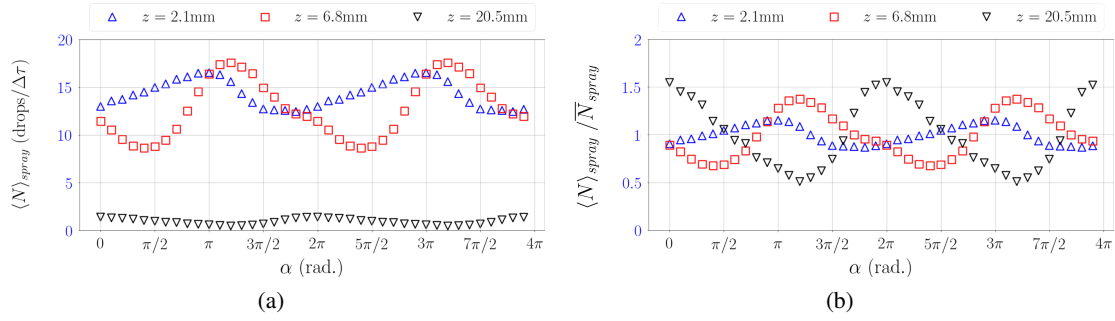 z = 2.1mm z = 6.8mm z = 20.5mm
⟨N⟩spray (drops/Δτ)
20
15
10
5
0
0 π/2 π 3π/2 2π 5π/2 3π 7π/2 4π
α (rad.)
(a)
z = 2.1mm z = 6.8mm z = 20.5mm
⟨N⟩spray / N̅spray
2
1.5
1
0.5
0
0 π/2 π 3π/2 2π 5π/2 3π 7π/2 4π
α (rad.)
(b)